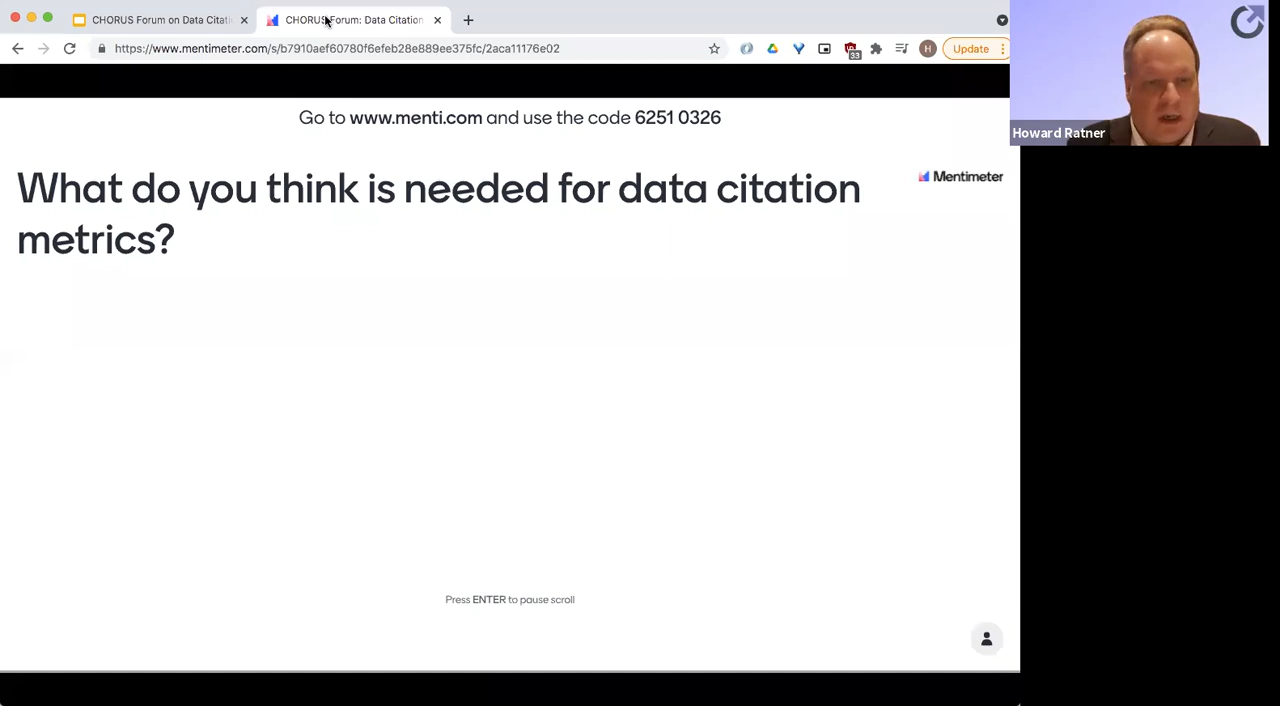 CHORUS Forum on Data Citati
CHORUS Forum: Data Citation
https://www.mentimeter.com/s/b7910aef60780f6efeb28e889ee375fc/2aca11176e02
33
H
Update
Howard Ratner
Go to www.menti.com and use the code 6251 0326
Mentimeter
What do you think is needed for data citation
metrics?
Press ENTER to pause scroll